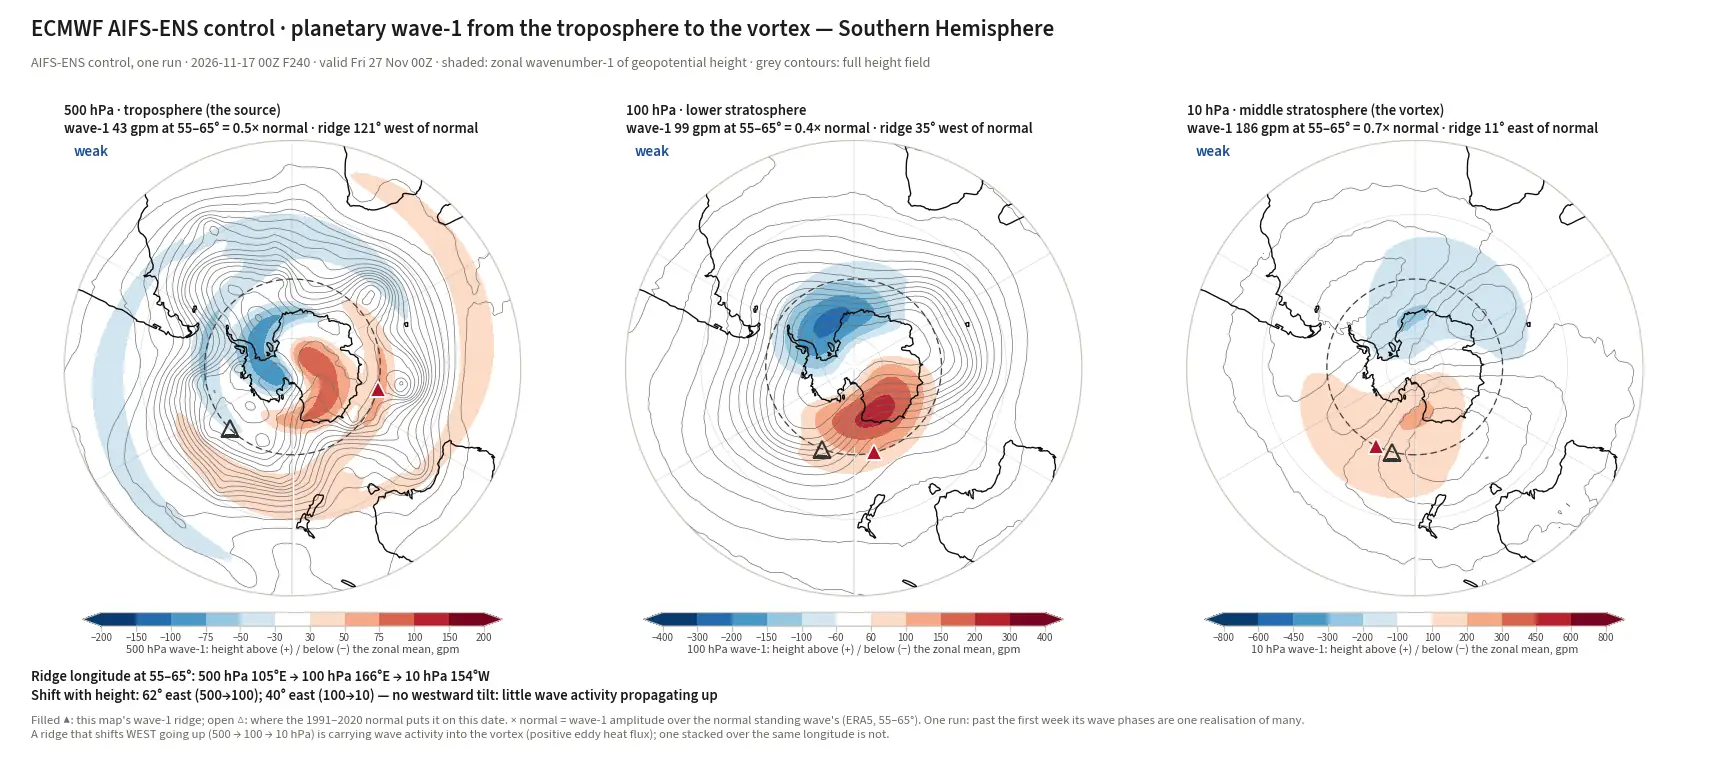 ECMWF AIFS-ENS control · planetary wave-1 from the troposphere to the vortex — Southern Hemisphere
AIFS-ENS control, one run · 2026-11-17 00Z F240 · valid Fri 27 Nov 00Z · shaded: zonal wavenumber-1 of geopotential height · grey contours: full height field
500 hPa · troposphere (the source)
wave-1 43 gpm at 55–65° = 0.5× normal · ridge 121° west of normal
weak
100 hPa · lower stratosphere
wave-1 99 gpm at 55–65° = 0.4× normal · ridge 35° west of normal
weak
10 hPa · middle stratosphere (the vortex)
wave-1 186 gpm at 55–65° = 0.7× normal · ridge 11° east of normal
weak
−200 −150 −100 −75 −50 −30 30 50 75 100 150 200
500 hPa wave-1: height above (+) / below (−) the zonal mean, gpm
−400 −300 −200 −150 −100 −60 60 100 150 200 300 400
100 hPa wave-1: height above (+) / below (−) the zonal mean, gpm
−800 −600 −450 −300 −200 −100 100 200 300 450 600 800
10 hPa wave-1: height above (+) / below (−) the zonal mean, gpm
Ridge longitude at 55–65°: 500 hPa 105°E → 100 hPa 166°E → 10 hPa 154°W
Shift with height: 62° east (500→100); 40° east (100→10) — no westward tilt: little wave activity propagating up
Filled ▲: this map's wave-1 ridge; open △: where the 1991–2020 normal puts it on this date. × normal = wave-1 amplitude over the normal standing wave's (ERA5, 55–65°). One run: past the first week its wave phases are one realisation of many.
A ridge that shifts WEST going up (500 → 100 → 10 hPa) is carrying wave activity into the vortex (positive eddy heat flux); one stacked over the same longitude is not.